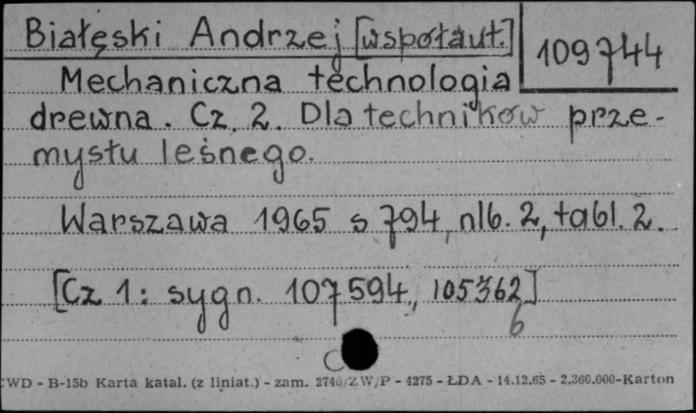 Białęski Andrzej [współaut.]
109744
Mechaniczna technologia
drewna. Cz. 2. Dla techników prze-
mysłu leśnego.
Warszawa 1965 s 794, nlb. 2, tabl. 2.
[Cz 1: sygn. 107594, 105362]
6
CWD - B-15b Karta katal. (z liniat.) - zam. 2740/ZW/P - 4275 - ŁDA - 14.12.65 - 2.360.000-Karton